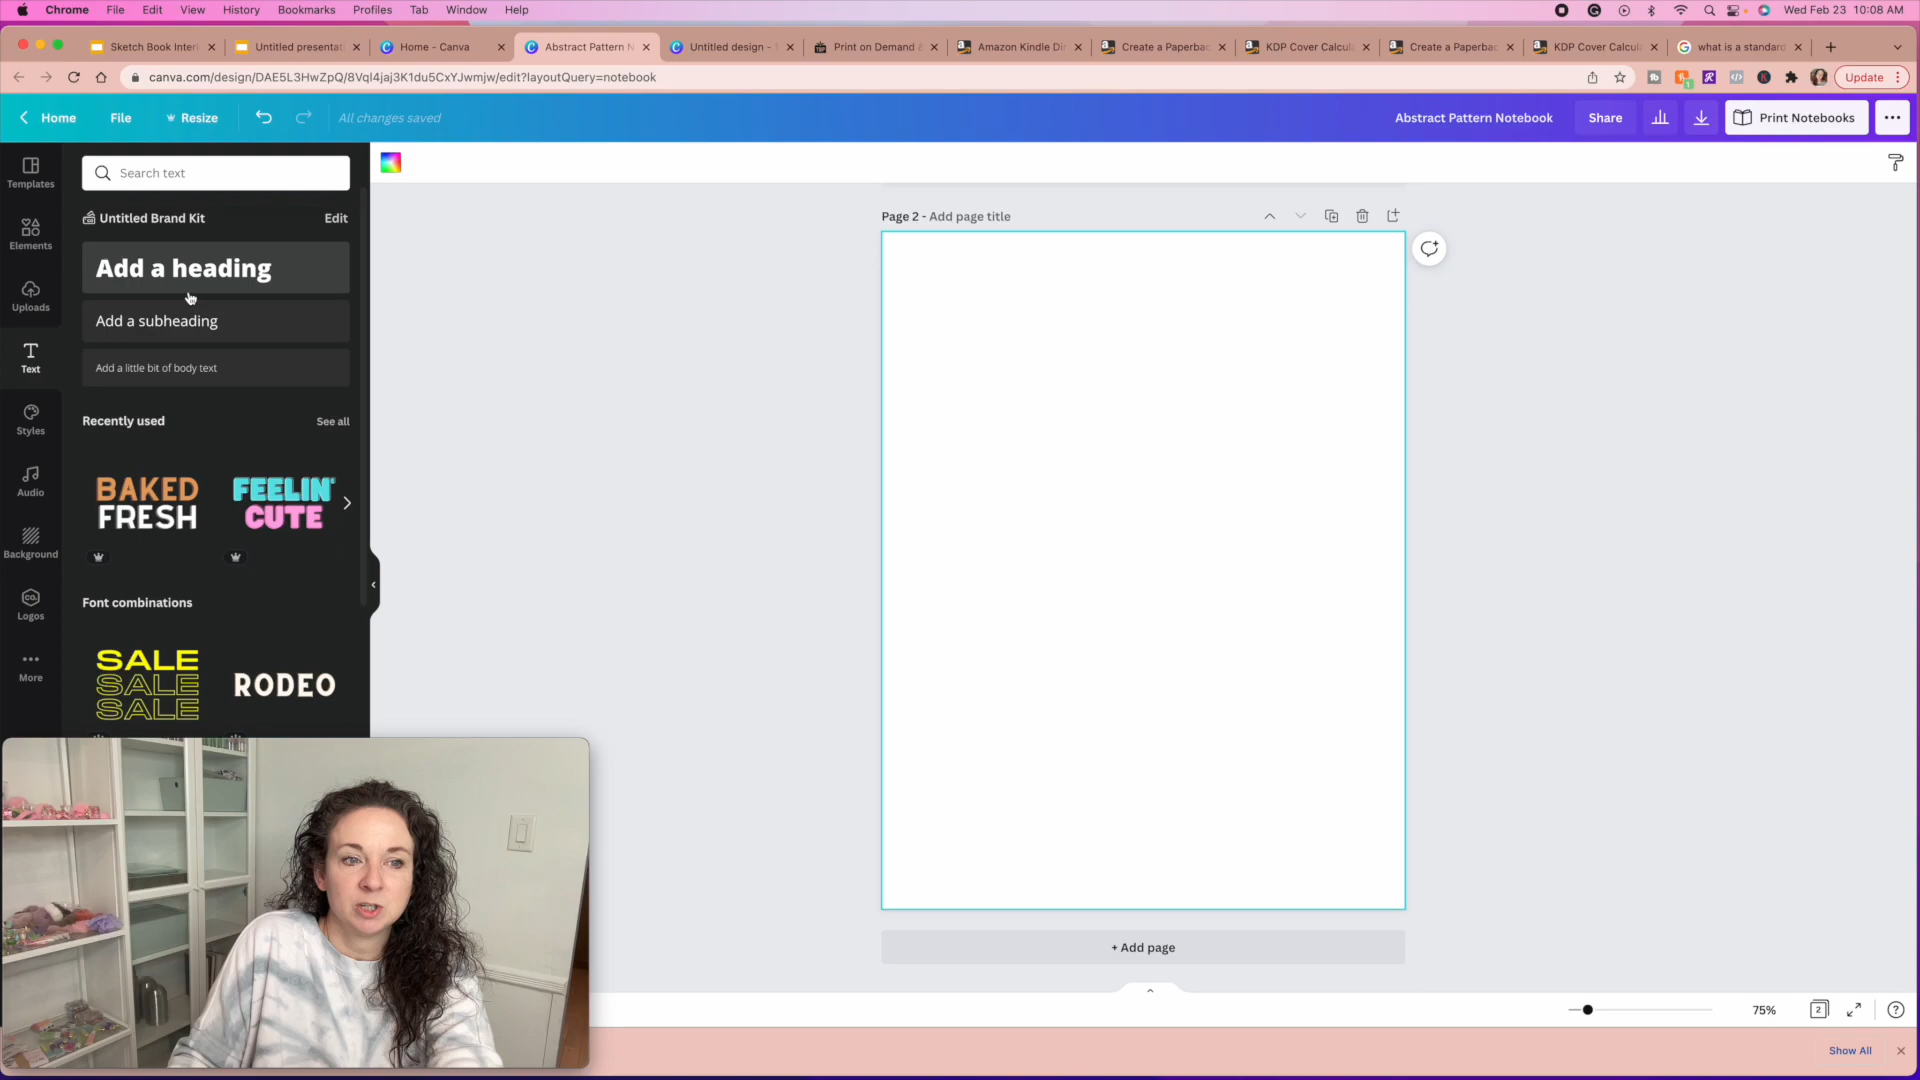 Chrome File Edit View History Bookmarks Profiles Tab Window Help Wed Feb 23 10:08 AM
Sketch Book Inter Untitled presentati Home - Canva Abstract Pattern N Untitled design - Print on Demand & Amazon Kindle Di Create a Paperbac KDP Cover Calcul Create a Paperbac KDP Cover Calcul what is a standard
canva.com/design/DAE5L3HwZpQ/8Vql4jaj3K1du5CxYJwmjw/edit?layoutQuery=notebook Update
Home File Resize All changes saved Abstract Pattern Notebook Share Print Notebooks
Templates
Elements
Uploads
Text
Styles
Audio
Background
CO.
Logos
More
Search text
Untitled Brand Kit Edit
Add a heading
Add a subheading
Add a little bit of body text
Recently used See all
BAKED
FRESH
FEELIN'
CUTE
Font combinations
SALE
SALE
SALE
RODEO
Page 2 - Add page title
+ Add page
75% 2
Show All